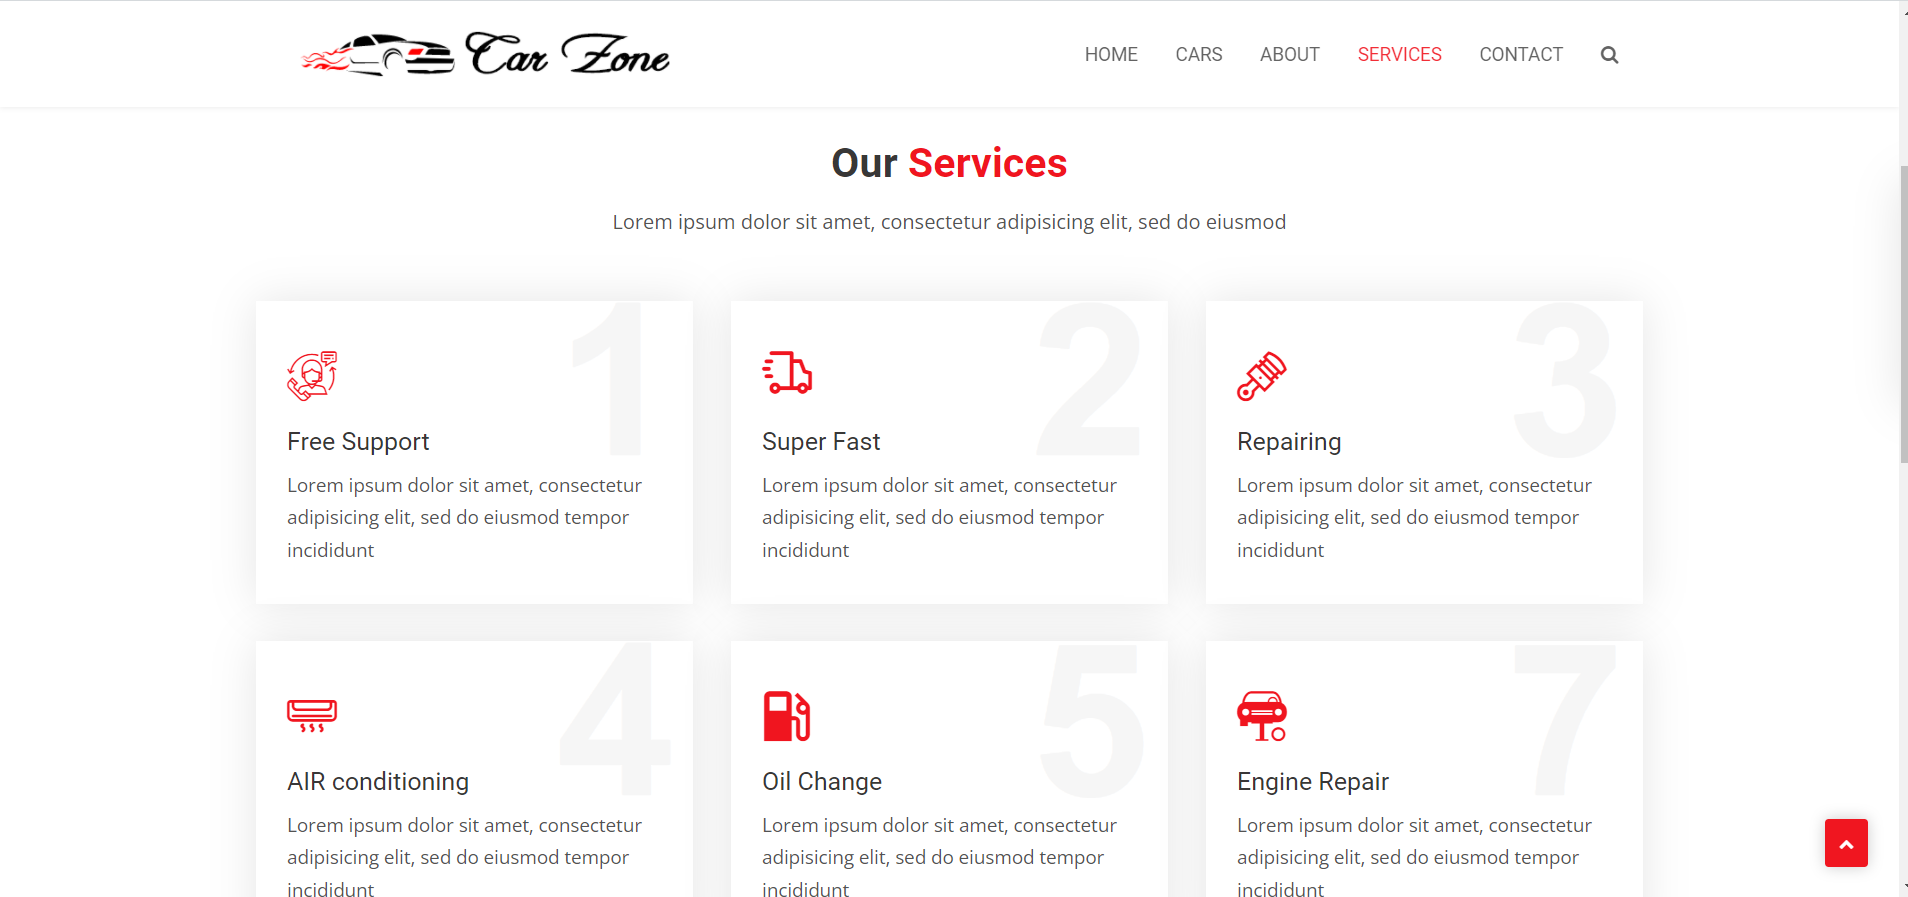 Car Zone
HOME CARS ABOUT SERVICES CONTACT
Our Services
Lorem ipsum dolor sit amet, consectetur adipisicing elit, sed do eiusmod
1
Free Support
Lorem ipsum dolor sit amet, consectetur
adipisicing elit, sed do eiusmod tempor
incididunt
2
Super Fast
Lorem ipsum dolor sit amet, consectetur
adipisicing elit, sed do eiusmod tempor
incididunt
3
Repairing
Lorem ipsum dolor sit amet, consectetur
adipisicing elit, sed do eiusmod tempor
incididunt
4
AIR conditioning
Lorem ipsum dolor sit amet, consectetur
adipisicing elit, sed do eiusmod tempor
incididunt
5
Oil Change
Lorem ipsum dolor sit amet, consectetur
adipisicing elit, sed do eiusmod tempor
incididunt
7
Engine Repair
Lorem ipsum dolor sit amet, consectetur
adipisicing elit, sed do eiusmod tempor
incididunt